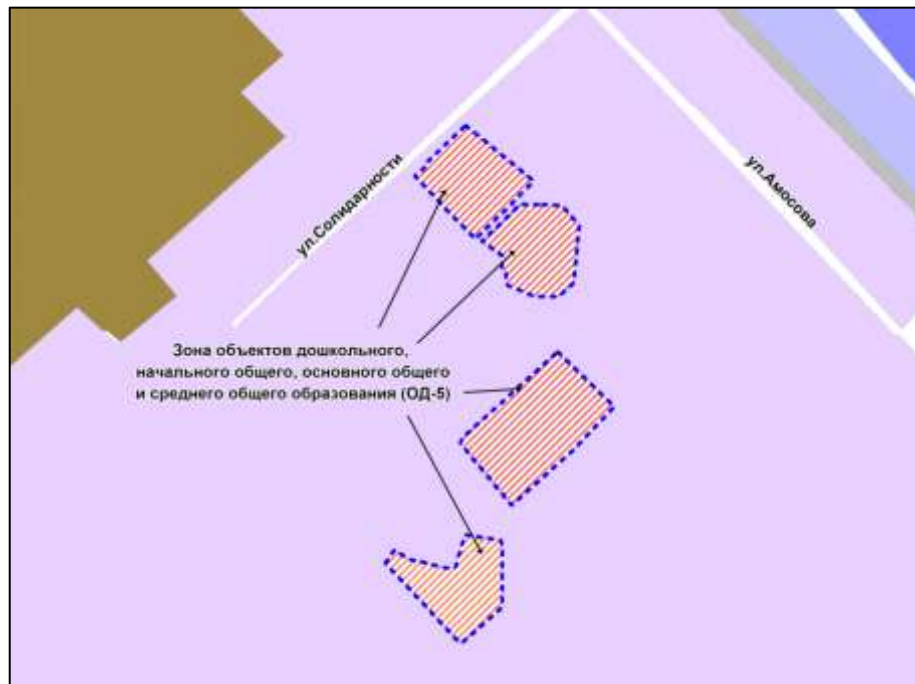 ул.Солидарности
ул.Амосова
Зона объектов дошкольного,
начального общего, основного общего
и среднего общего образования (ОД-5)